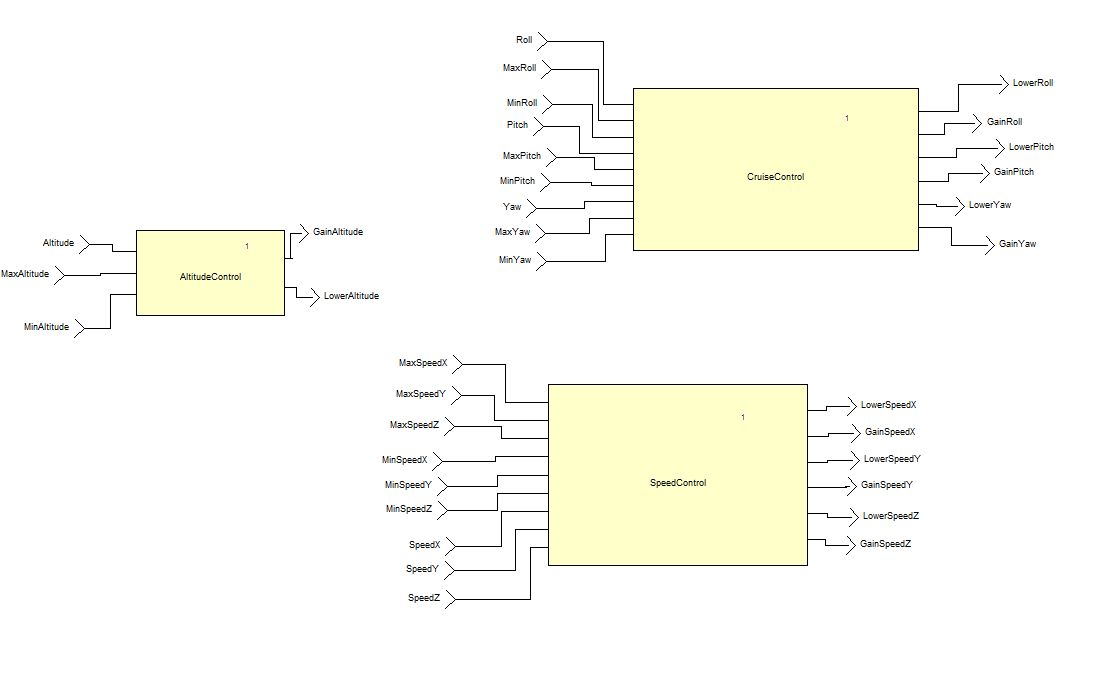 Altitude
MaxAltitude
MinAltitude
1
AltitudeControl
GainAltitude
LowerAltitude
Roll
MaxRoll
MinRoll
Pitch
MaxPitch
MinPitch
Yaw
MaxYaw
MinYaw
1
CruiseControl
LowerRoll
GainRoll
LowerPitch
GainPitch
LowerYaw
GainYaw
MaxSpeedX
MaxSpeedY
MaxSpeedZ
MinSpeedX
MinSpeedY
MinSpeedZ
SpeedX
SpeedY
SpeedZ
1
SpeedControl
LowerSpeedX
GainSpeedX
LowerSpeedY
GainSpeedY
LowerSpeedZ
GainSpeedZ